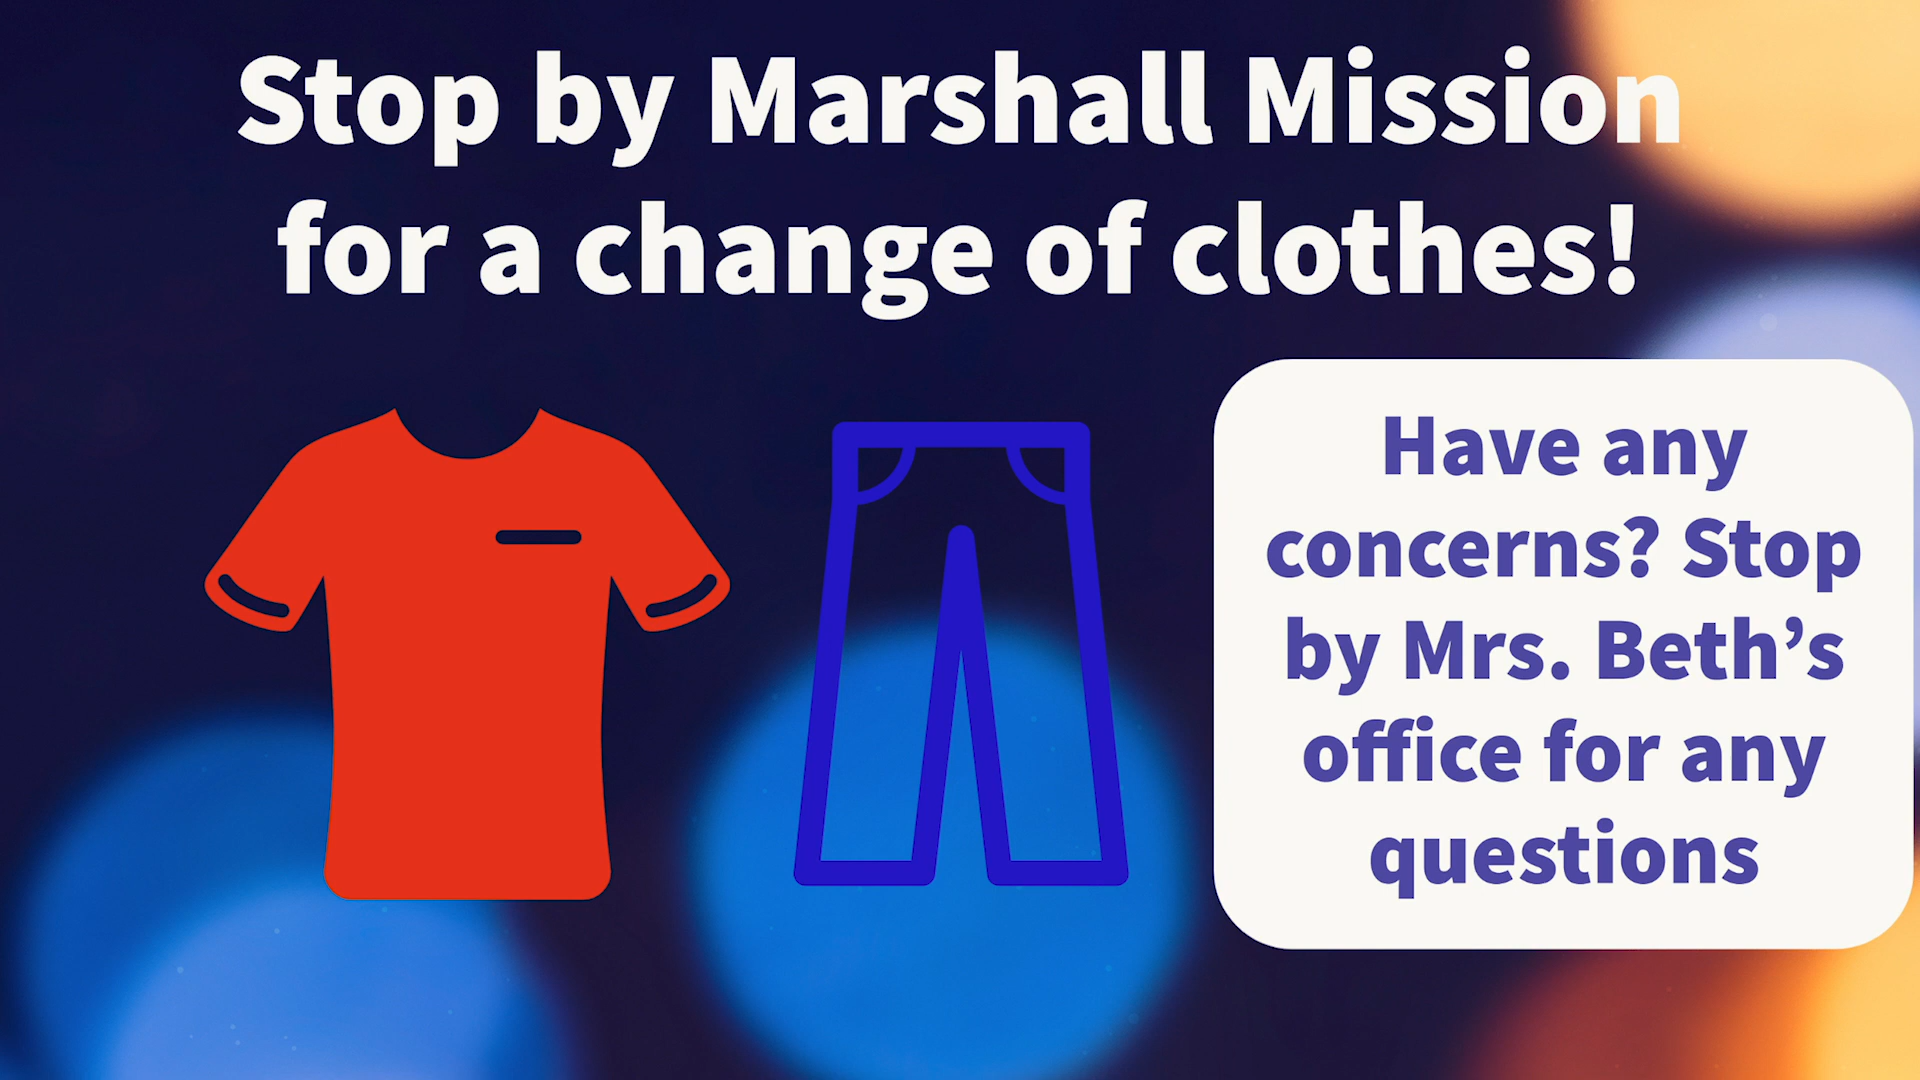 Stop by Marshall Mission
for a change of clothes!
Have any
concerns? Stop
by Mrs. Beth’s
office for any
questions